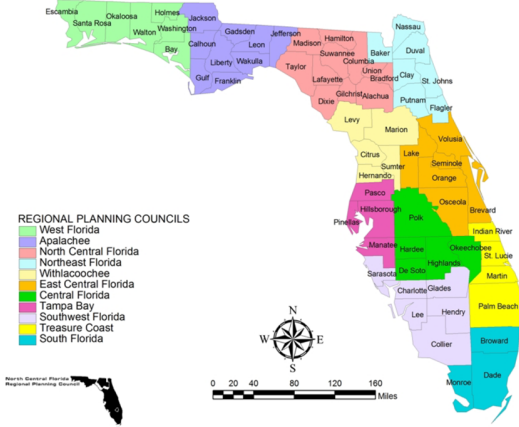 Escambia
Santa Rosa
Okaloosa
Walton
Holmes
Washington
Bay
Jackson
Calhoun
Gulf
Liberty
Gadsden
Leon
Wakulla
Franklin
Jefferson
Madison
Taylor
Hamilton
Suwannee
Columbia
Lafayette
Union
Bradford
Gilchrist
Alachua
Dixie
Nassau
Baker
Duval
Clay
St. Johns
Putnam
Flagler
Levy
Marion
Citrus
Sumter
Hernando
Lake
Volusia
Seminole
Orange
Osceola
Brevard
Pasco
Hillsborough
Pinellas
Manatee
Polk
Hardee
Okeechobee
Highlands
De Soto
Indian River
St. Lucie
Martin
Palm Beach
Sarasota
Charlotte
Glades
Lee
Hendry
Collier
Broward
Dade
Monroe
REGIONAL PLANNING COUNCILS
West Florida
Apalachee
North Central Florida
Northeast Florida
Withlacoochee
East Central Florida
Central Florida
Tampa Bay
Southwest Florida
Treasure Coast
South Florida
N
W E
S
0 20 40 80 120 160
Miles
North Central Florida
Regional Planning Council